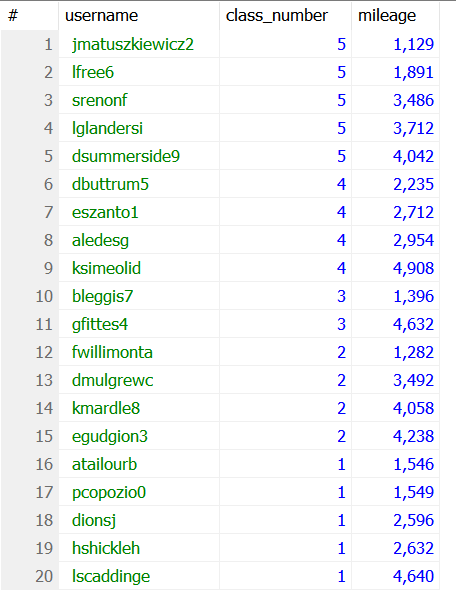 # username class_number mileage
1 jmatuszkiewicz2 5 1,129
2 lfree6 5 1,891
3 srenonf 5 3,486
4 lglandersi 5 3,712
5 dsummerside9 5 4,042
6 dbuttrum5 4 2,235
7 eszanto1 4 2,712
8 aledesg 4 2,954
9 ksimeolid 4 4,908
10 bleggis7 3 1,396
11 gfittes4 3 4,632
12 fwillimonta 2 1,282
13 dmulgrewc 2 3,492
14 kmardle8 2 4,058
15 egudgion3 2 4,238
16 atailourb 1 1,546
17 pcopozio0 1 1,549
18 dionsj 1 2,596
19 hshickleh 1 2,632
20 lscaddinge 1 4,640